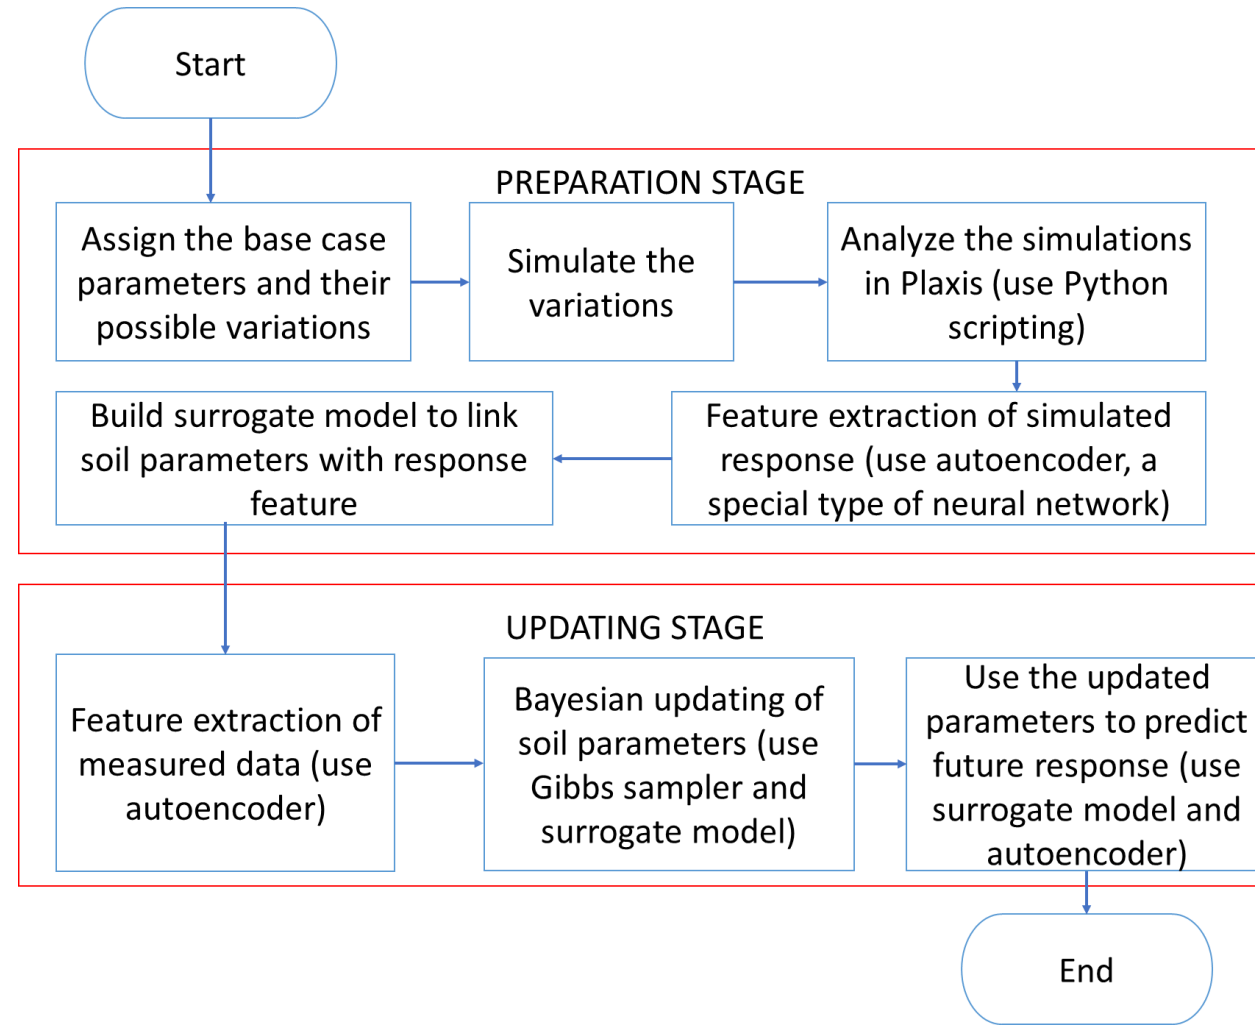 Start
PREPARATION STAGE
Assign the base case
parameters and their
possible variations
Simulate the
variations
Analyze the simulations
in Plaxis (use Python
scripting)
Build surrogate model to link
soil parameters with response
feature
Feature extraction of simulated
response (use autoencoder, a
special type of neural network)
UPDATING STAGE
Feature extraction of
measured data (use
autoencoder)
Bayesian updating of
soil parameters (use
Gibbs sampler and
surrogate model)
Use the updated
parameters to predict
future response (use
surrogate model and
autoencoder)
End